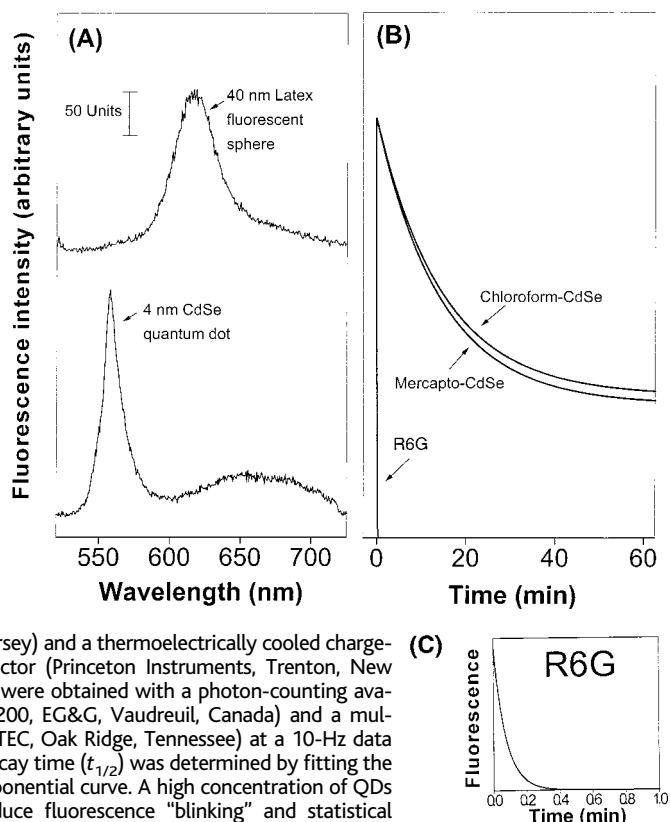 (A)
(B)
Fluorescence intensity (arbitrary units)
50 Units
40 nm Latex
fluorescent
sphere
4 nm CdSe
quantum dot
Chloroform-CdSe
Mercapto-CdSe
R6G
550 600 650 700
Wavelength (nm)
0 20 40 60
Time (min)
rsey) and a thermoelectrically cooled charge-
ctor (Princeton Instruments, Trenton, New
were obtained with a photon-counting ava-
200, EG&G, Vaudreuil, Canada) and a mul-
TEC, Oak Ridge, Tennessee) at a 10-Hz data
cay time (t1/2) was determined by fitting the
ponential curve. A high concentration of QDs
duce fluorescence “blinking” and statistical
(C)
Fluorescence
R6G
0.0 0.2 0.4 0.6 0.8 1.0
Time (min)